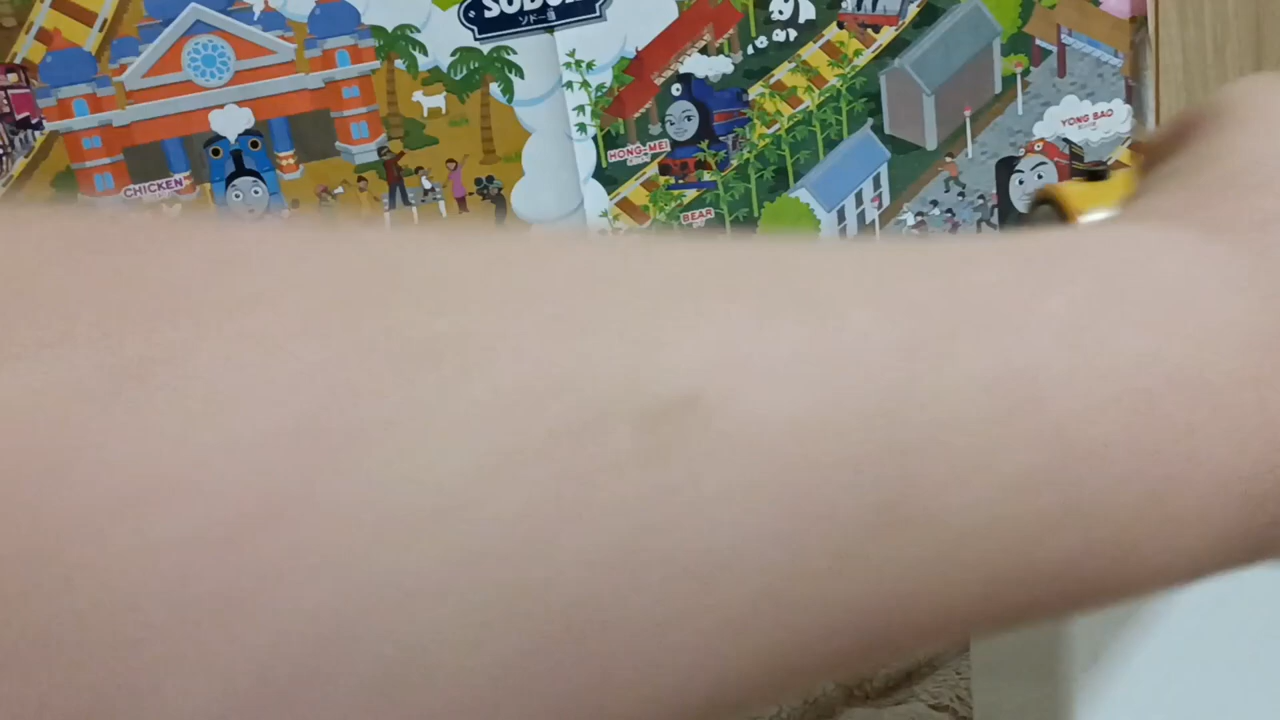 SODOR
ソドー島
CHICKEN
HONG-MEI
BEAR
YONG BAO